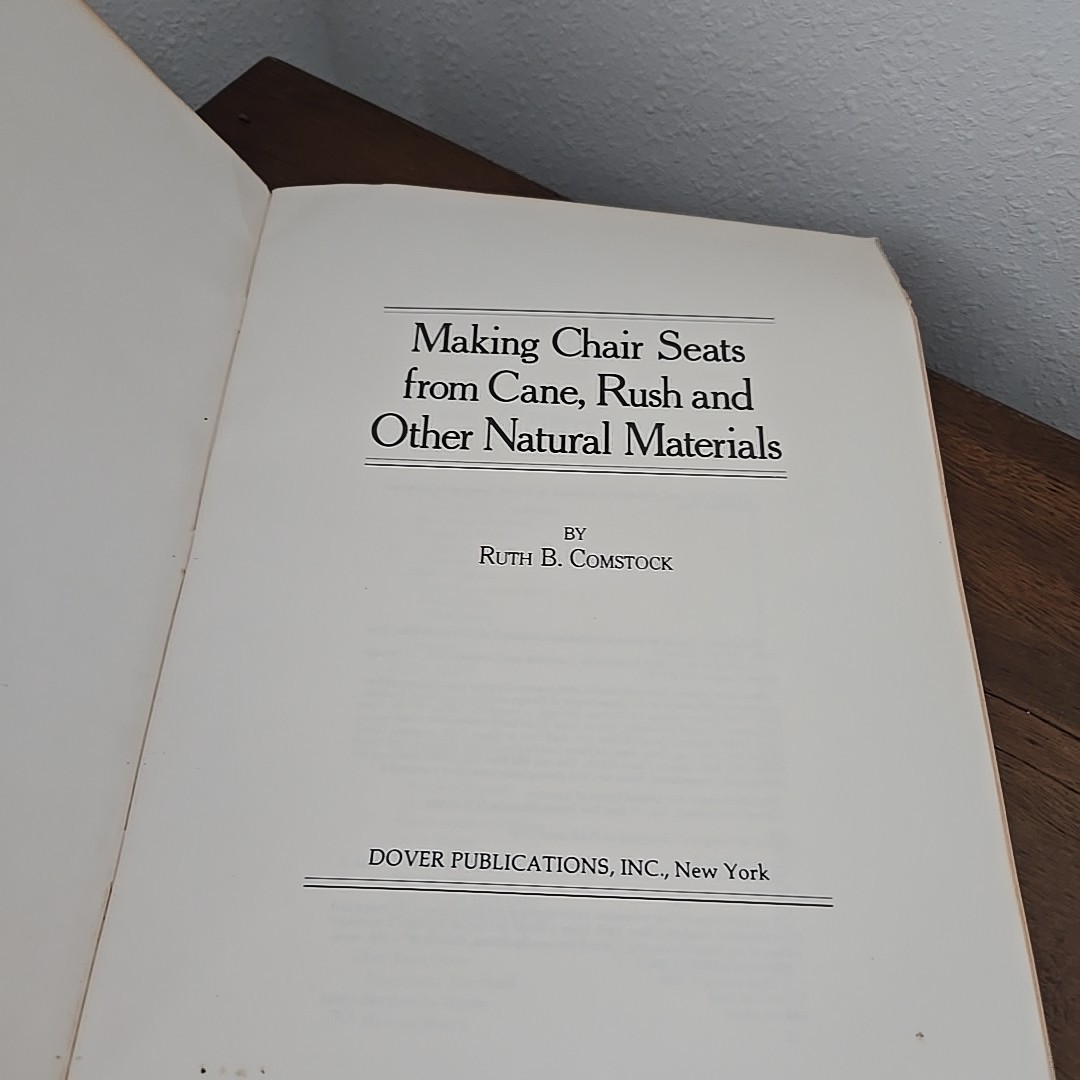 Making Chair Seats
from Cane, Rush and
Other Natural Materials
BY
RUTH B. COMSTOCK
DOVER PUBLICATIONS, INC., New York